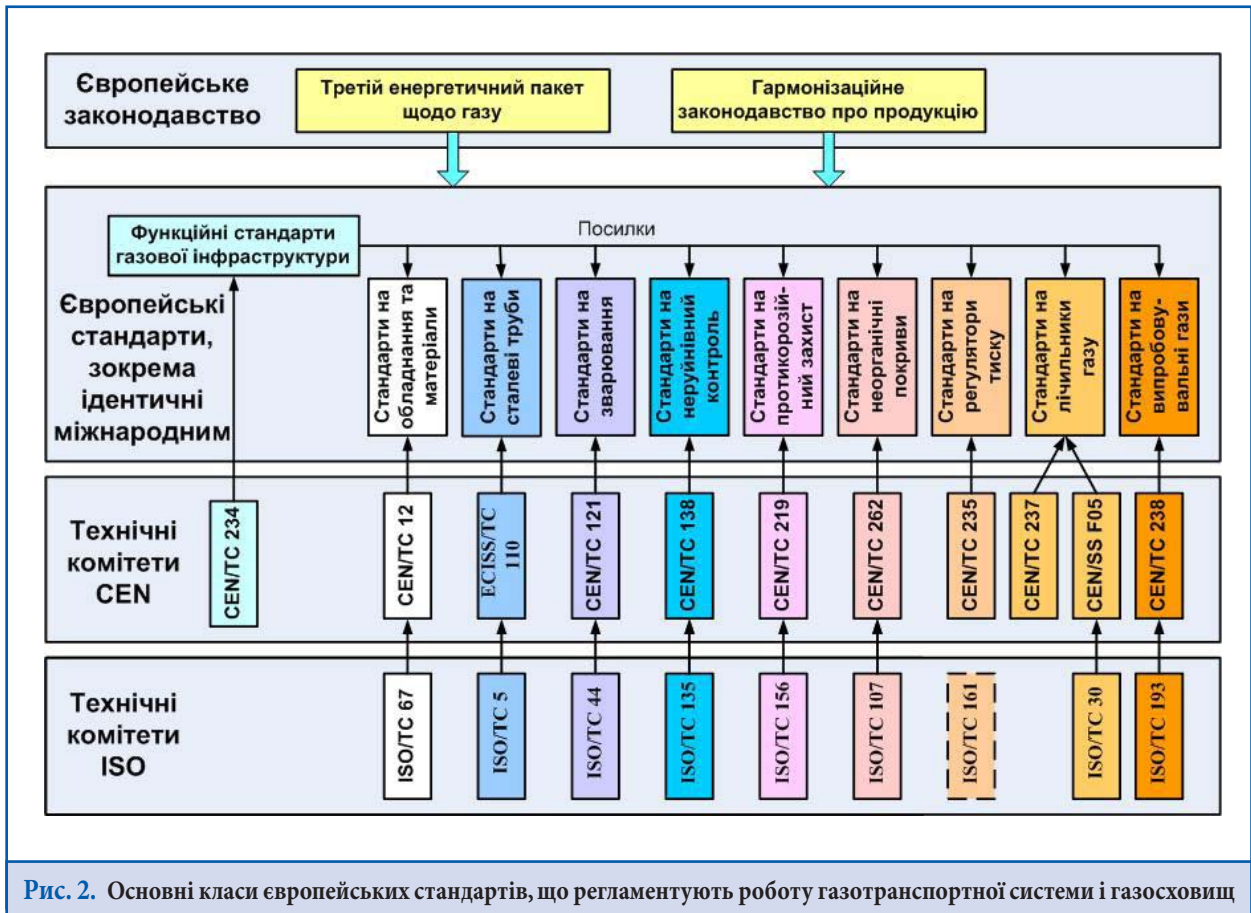 Європейське
законодавство
Третій енергетичний пакет
щодо газу
Гармонізаційне
законодавство про продукцію
Європейські
стандарти,
зокрема
ідентичні
міжнародним
Функційні стандарти
газової інфраструктури
Посилки
Стандарти на
обладнання та
матеріали
Стандарти на
сталеві труби
Стандарти на
зварювання
Стандарти на
неруйнівний
контроль
Стандарти на
протикорозій-
ний захист
Стандарти на
неорганічні
покриви
Стандарти на
регулятори
тиску
Стандарти на
лічильники
газу
Стандарти на
випробову-
вальні гази
Технічні
комітети
CEN
CEN/TC 234
CEN/TC 12
ECISS/TC
110
CEN/TC 121
CEN/TC 138
CEN/TC 219
CEN/TC 262
CEN/TC 235
CEN/TC 237
CEN/SS F05
CEN/TC 238
Технічні
комітети
ISO
ISO/TC 67
ISO/TC 5
ISO/TC 44
ISO/TC 135
ISO/TC 156
ISO/TC 107
ISO/TC 161
ISO/TC 30
ISO/TC 193
Рис. 2. Основні класи європейських стандартів, що регламентують роботу газотранспортної системи і газосховищ